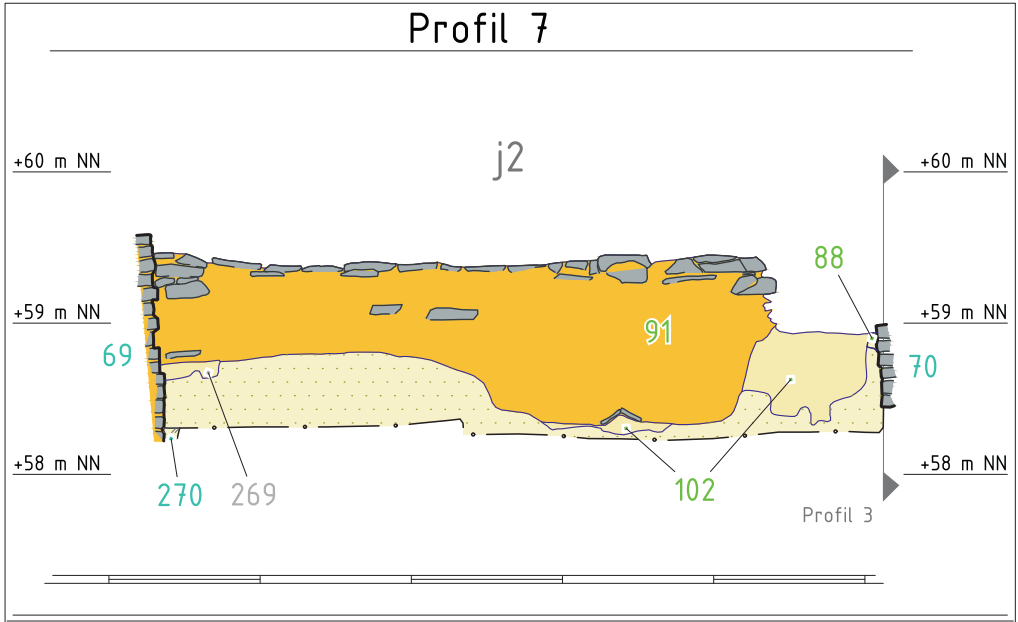 Profil 7
j2
+60 m NN +60 m NN
88
+59 m NN +59 m NN
91
69 70
+58 m NN +58 m NN
270 269 102
Profil 3